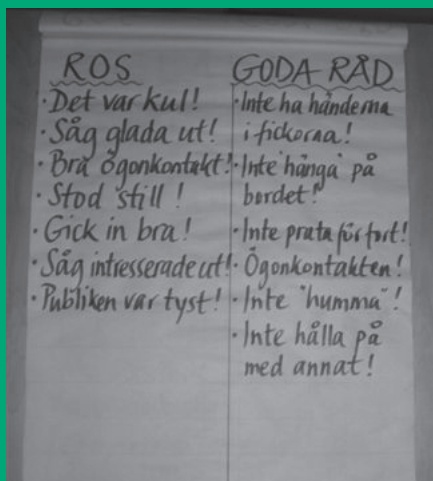 ROS
· Det var kul!
· Såg glada ut!
· Bra ögonkontakt!
· Stod still!
· Gick in bra!
· Såg intresserade ut!
· Publiken var tyst!
GODA RÅD
· Inte ha händerna
i fickorna!
· Inte "hänga" på
bordet!
· Inte prata för fort!
· Ögonkontakten!
· Inte "humma"!
· Inte hålla på
med annat!